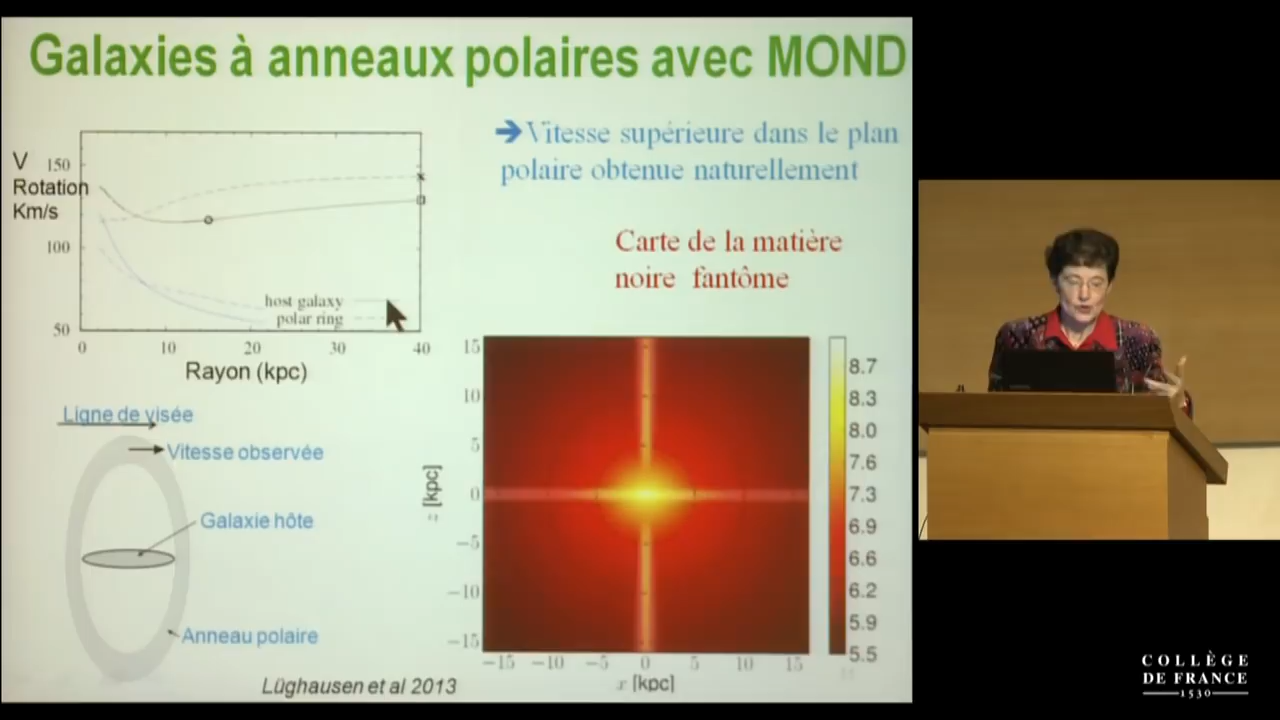 Galaxies à anneaux polaires avec MOND
➔Vitesse supérieure dans le plan
polaire obtenue naturellement
Carte de la matière
noire fantôme
V
Rotation
Km/s
150
100
50
host galaxy
polar ring
0 10 20 30 40
Rayon (kpc)
Ligne de visée
Vitesse observée
Galaxie hôte
Anneau polaire
Lüghausen et al 2013
z [kpc]
15
10
5
0
−5
−10
−15
−15 −10 −5 0 5 10 15
x [kpc]
8.7
8.3
8.0
7.6
7.3
6.9
6.6
6.2
5.9
5.5
COLLÈGE
DE FRANCE
1530